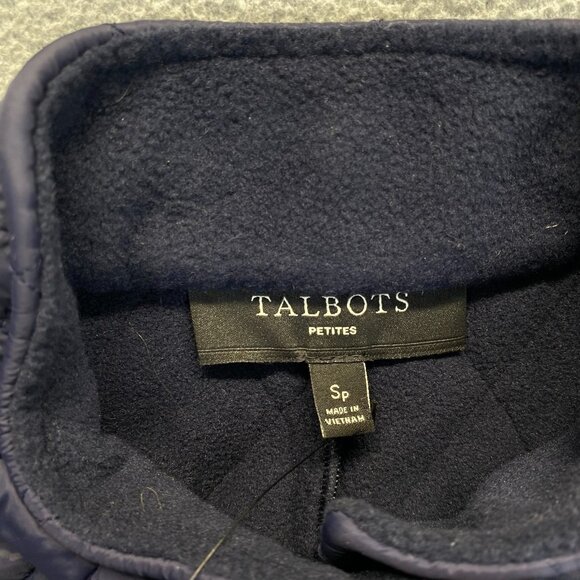 TALBOTS
PETITES
Sp
MADE IN
VIETNAM